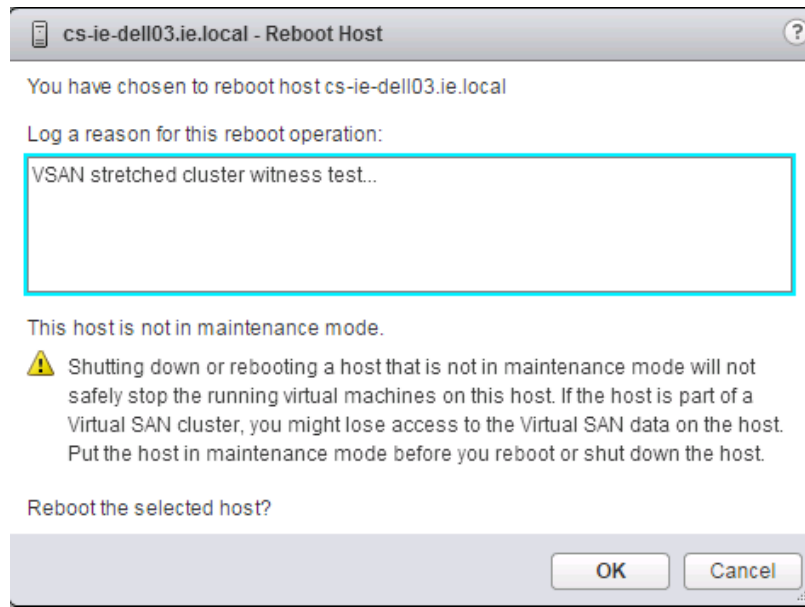 cs-ie-dell03.ie.local - Reboot Host
?
You have chosen to reboot host cs-ie-dell03.ie.local
Log a reason for this reboot operation:
VSAN stretched cluster witness test...
This host is not in maintenance mode.
Shutting down or rebooting a host that is not in maintenance mode will not
safely stop the running virtual machines on this host. If the host is part of a
Virtual SAN cluster, you might lose access to the Virtual SAN data on the host.
Put the host in maintenance mode before you reboot or shut down the host.
Reboot the selected host?
OK
Cancel